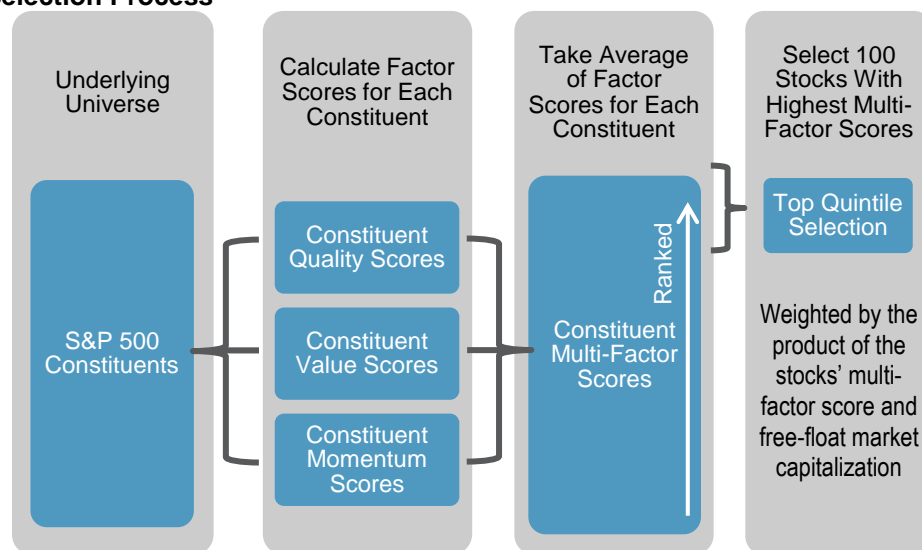 Selection Process
Underlying
Universe
S&P 500
Constituents
Calculate Factor
Scores for Each
Constituent
Constituent
Quality Scores
Constituent
Value Scores
Constituent
Momentum
Scores
Take Average
of Factor
Scores for Each
Constituent
Ranked
Constituent
Multi-Factor
Scores
Select 100
Stocks With
Highest Multi-
Factor Scores
Top Quintile
Selection
Weighted by the
product of the
stocks' multi-
factor score and
free-float market
capitalization